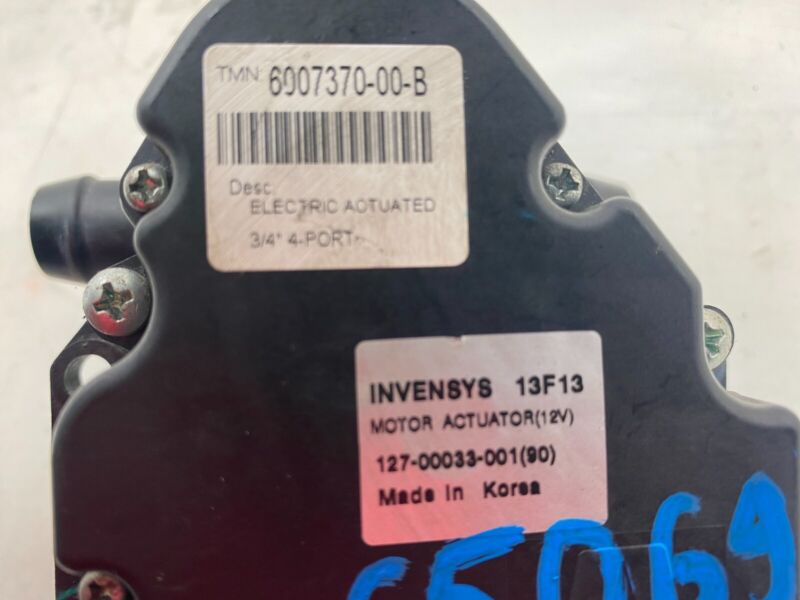 TMN: 6007370-00-B
Desc:
ELECTRIC ACTUATED
3/4" 4-PORT-
INVENSYS 13F13
MOTOR ACTUATOR(12V)
127-00033-001(90)
Made In Korea
65069